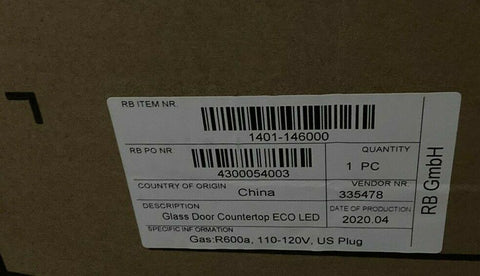 RB ITEM NR.
1401-146000
RB PO NR
4300054003
QUANTITY
1 PC
COUNTRY OF ORIGIN
China
VENDOR NR.
335478
DESCRIPTION
Glass Door Countertop ECO LED
DATE OF PRODUCTION
2020.04
SPECIFIC INFORMATION
Gas:R600a, 110-120V, US Plug
RB GmbH